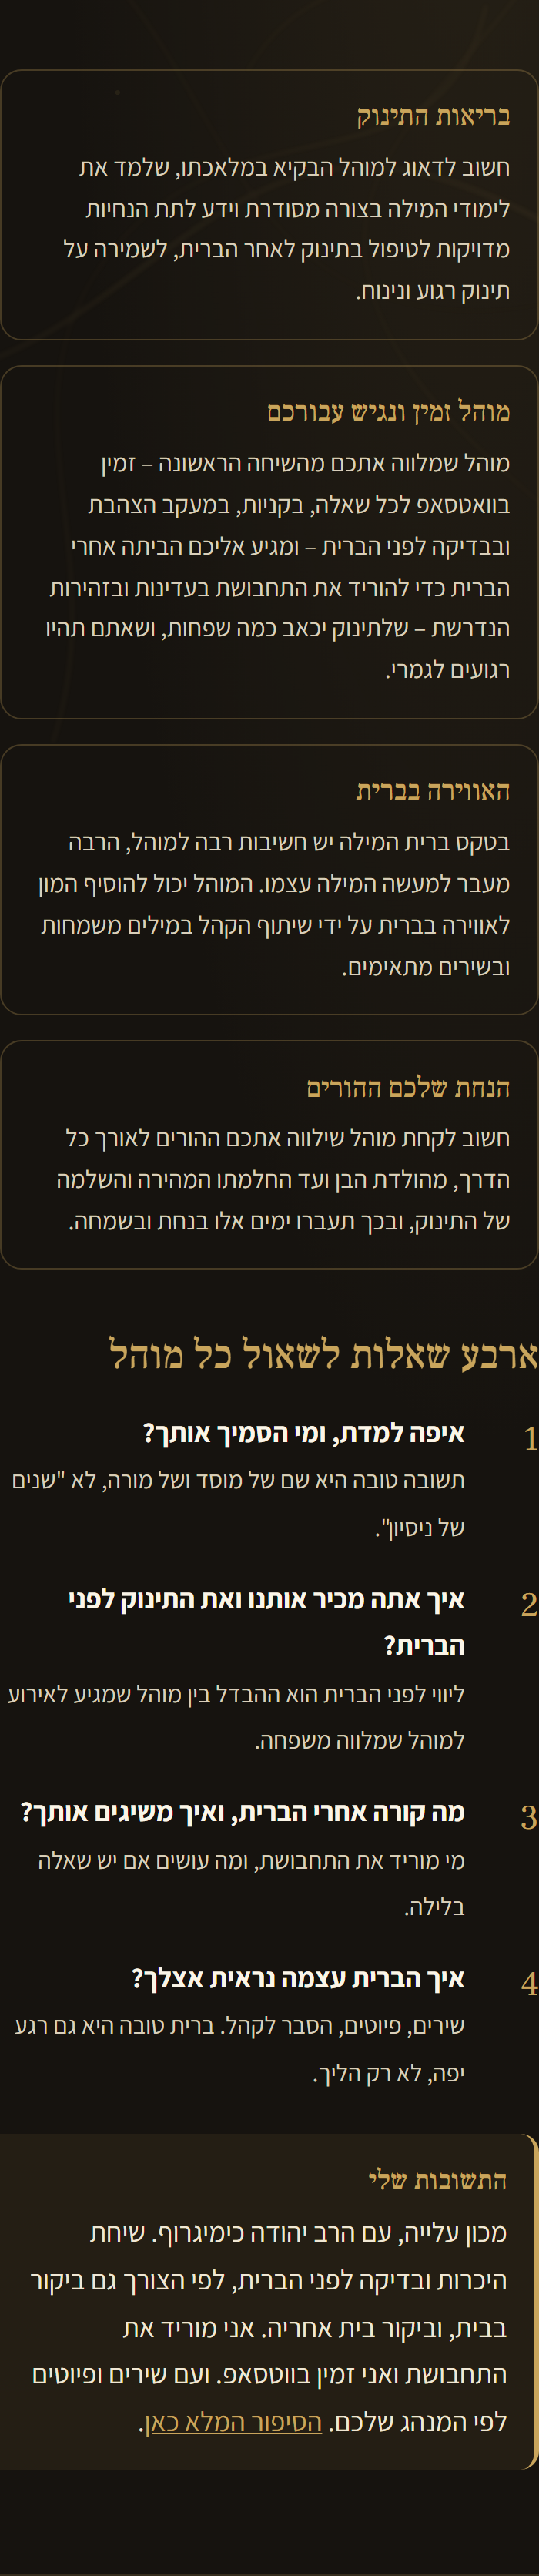 בריאות התינוק
חשוב לדאוג למוהל הבקיא במלאכתו, שלמד את
לימודי המילה בצורה מסודרת וידע לתת הנחיות
מדויקות לטיפול בתינוק לאחר הברית, לשמירה על
תינוק רגוע ונינוח.
מוהל זמין ונגיש עבורכם
מוהל שמלווה אתכם מהשיחה הראשונה – זמין
בוואטסאפ לכל שאלה, בקניות, במעקב הצהבת
ובבדיקה לפני הברית – ומגיע אליכם הביתה אחרי
הברית כדי להוריד את התחבושת בעדינות ובזהירות
הנדרשת – שלתינוק יכאב כמה שפחות, ושאתם תהיו
רגועים לגמרי.
האווירה בברית
בטקס ברית המילה יש חשיבות רבה למוהל, הרבה
מעבר למעשה המילה עצמו. המוהל יכול להוסיף המון
לאווירה בברית על ידי שיתוף הקהל במילים משמחות
ובשירים מתאימים.
הנחת שלכם ההורים
חשוב לקחת מוהל שילווה אתכם ההורים לאורך כל
הדרך, מהולדת הבן ועד החלמתו המהירה והשלמה
של התינוק, ובכך תעברו ימים אלו בנחת ובשמחה.
ארבע שאלות לשאול כל מוהל
1 איפה למדת, ומי הסמיך אותך?
תשובה טובה היא שם של מוסד ושל מורה, לא "שנים
של ניסיון".
2 איך אתה מכיר אותנו ואת התינוק לפני
הברית?
ליווי לפני הברית הוא ההבדל בין מוהל שמגיע לאירוע
למוהל שמלווה משפחה.
3 מה קורה אחרי הברית, ואיך משיגים אותך?
מי מוריד את התחבושת, ומה עושים אם יש שאלה
בלילה.
4 איך הברית עצמה נראית אצלך?
שירים, פיוטים, הסבר לקהל. ברית טובה היא גם רגע
יפה, לא רק הליך.
התשובות שלי
מכון עלייה, עם הרב יהודה כימיגרוף. שיחת
היכרות ובדיקה לפני הברית, לפי הצורך גם ביקור
בבית, וביקור בית אחריה. אני מוריד את
התחבושת ואני זמין בווטסאפ. ועם שירים ופיוטים
לפי המנהג שלכם. הסיפור המלא כאן.